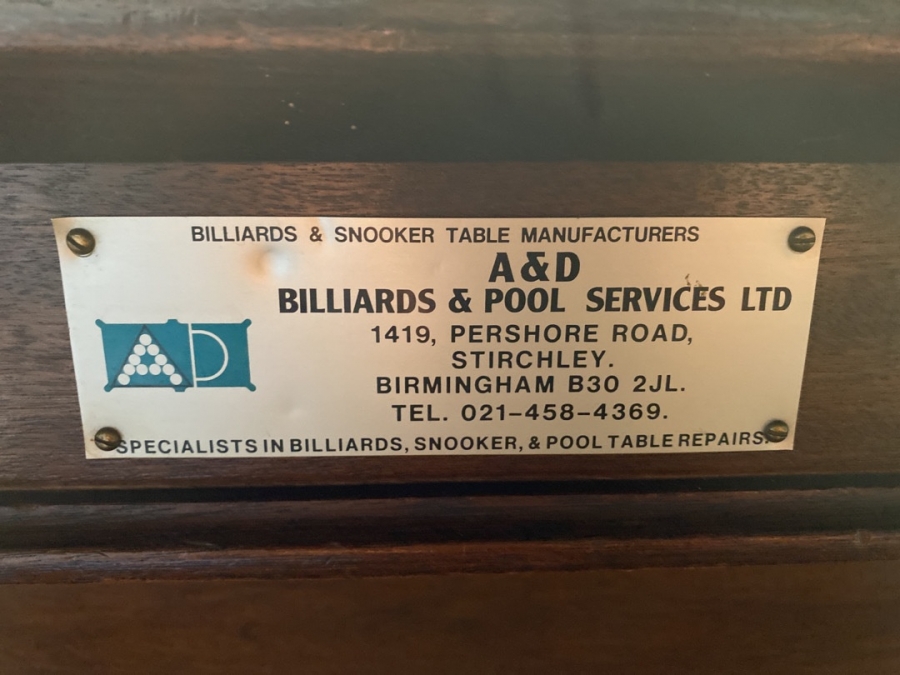 BILLIARDS & SNOOKER TABLE MANUFACTURERS
A&D
BILLIARDS & POOL SERVICES LTD
1419, PERSHORE ROAD,
STIRCHLEY.
BIRMINGHAM B30 2JL.
TEL. 021-458-4369.
SPECIALISTS IN BILLIARDS, SNOOKER, & POOL TABLE REPAIRS.
AD